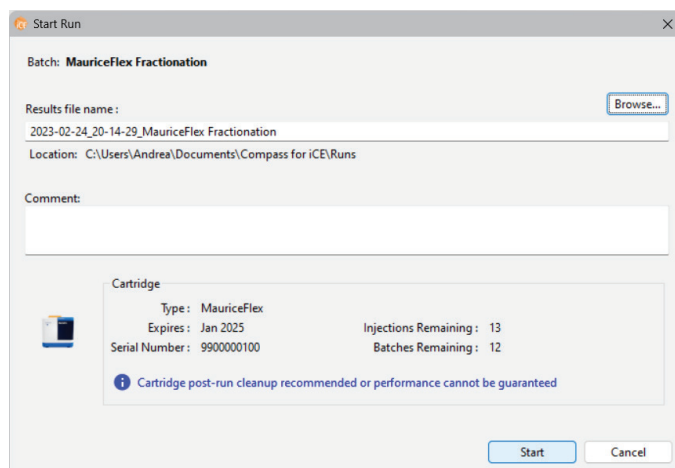 Start Run
Batch: MauriceFlex Fractionation
Results file name :
Browse...
2023-02-24_20-14-29_MauriceFlex Fractionation
Location: C:\Users\Andrea\Documents\Compass for iCE\Runs
Comment:
Cartridge
Type : MauriceFlex
Expires : Jan 2025 Injections Remaining : 13
Serial Number : 9900000100 Batches Remaining : 12
Cartridge post-run cleanup recommended or performance cannot be guaranteed
Start Cancel